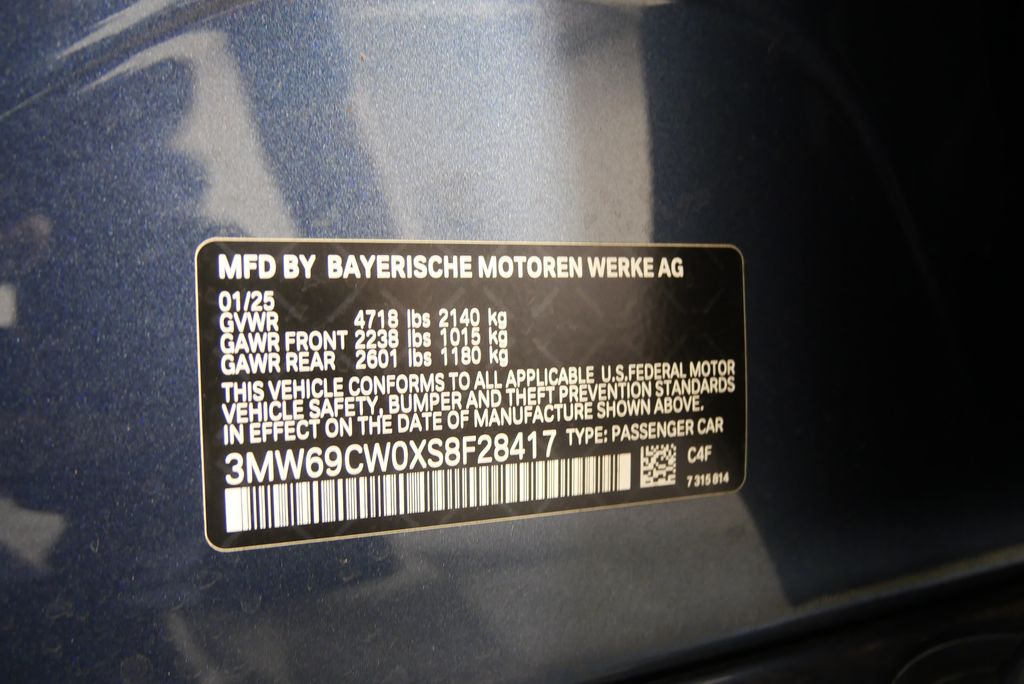 MFD BY BAYERISCHE MOTOREN WERKE AG
01/25
GVWR 4718 lbs 2140 kg
GAWR FRONT 2238 lbs 1015 kg
GAWR REAR 2601 lbs 1180 kg
THIS VEHICLE CONFORMS TO ALL APPLICABLE U.S.FEDERAL MOTOR
VEHICLE SAFETY, BUMPER AND THEFT PREVENTION STANDARDS
IN EFFECT ON THE DATE OF MANUFACTURE SHOWN ABOVE.
3MW69CW0XS8F28417 TYPE: PASSENGER CAR
C4F
7 315 814